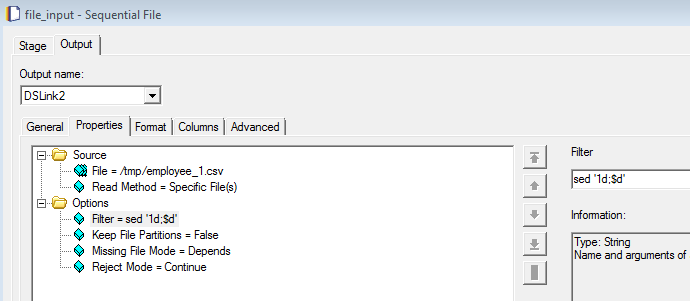 file_input - Sequential File
Stage Output
Output name:
DSLink2
General Properties Format Columns Advanced
Source
File = /tmp/employee_1.csv
Read Method = Specific File(s)
Options
Filter = sed '1d;$d'
Keep File Partitions = False
Missing File Mode = Depends
Reject Mode = Continue
Filter
sed '1d;$d'
Information:
Type: String
Name and arguments of